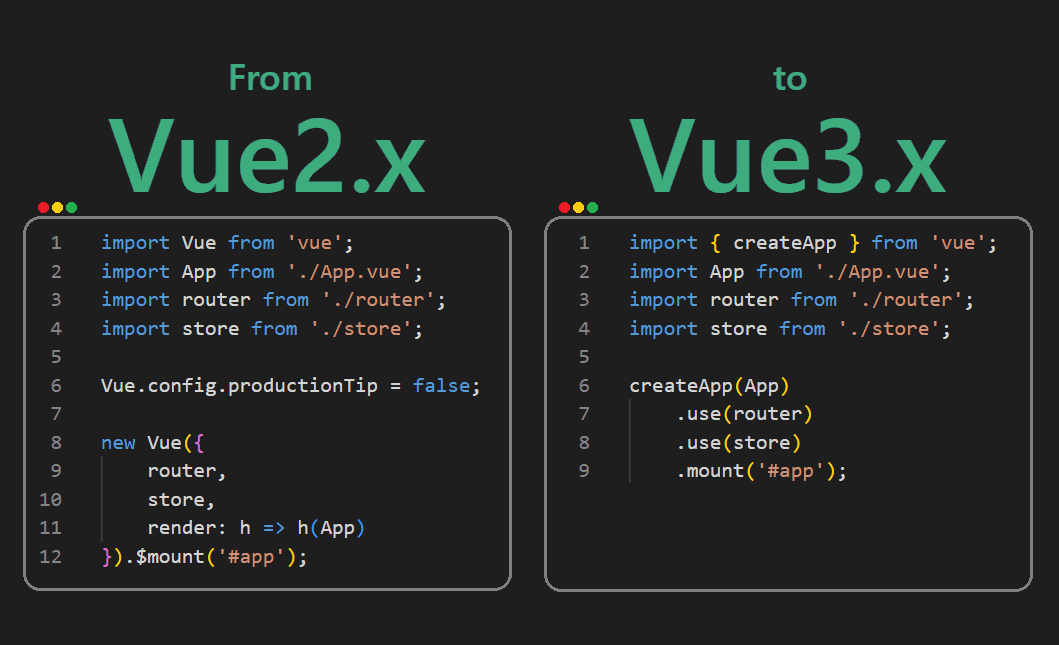 From
Vue2.x
1 import Vue from 'vue';
2 import App from './App.vue';
3 import router from './router';
4 import store from './store';
5
6 Vue.config.productionTip = false;
7
8 new Vue({
9     router,
10     store,
11     render: h => h(App)
12 }).$mount('#app');
to
Vue3.x
1 import { createApp } from 'vue';
2 import App from './App.vue';
3 import router from './router';
4 import store from './store';
5
6 createApp(App)
7     .use(router)
8     .use(store)
9     .mount('#app');